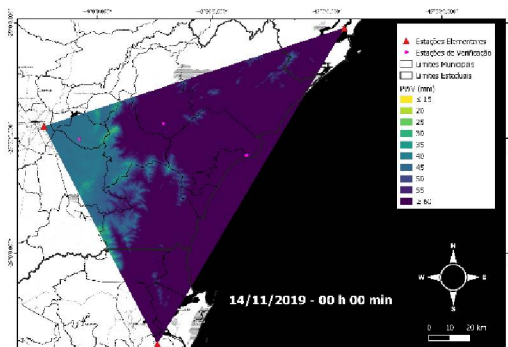 Estações Elementares
Estações de Verificação
Limites Municipais
Limites Estaduais
PWV (mm)
≤ 15
20
25
30
35
40
45
50
55
≥ 60
N
W
E
S
14/11/2019 - 00 h 00 min
0 10 20 km